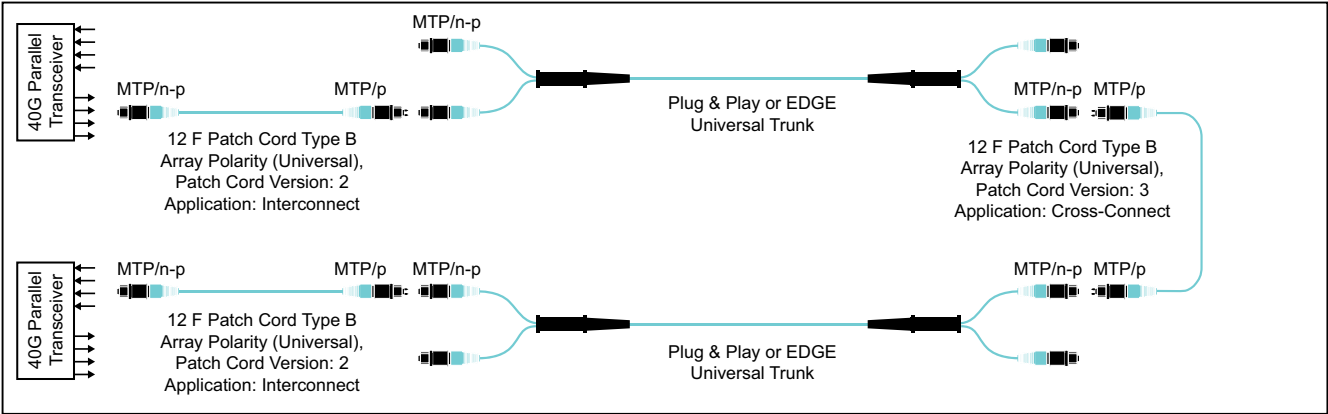 40G Parallel
Transceiver
MTP/n-p
MTP/p
12 F Patch Cord Type B
Array Polarity (Universal),
Patch Cord Version: 2
Application: Interconnect
MTP/n-p
Plug & Play or EDGE
Universal Trunk
MTP/n-p
MTP/p
12 F Patch Cord Type B
Array Polarity (Universal),
Patch Cord Version: 3
Application: Cross-Connect
40G Parallel
Transceiver
MTP/n-p
MTP/p
12 F Patch Cord Type B
Array Polarity (Universal),
Patch Cord Version: 2
Application: Interconnect
MTP/n-p
Plug & Play or EDGE
Universal Trunk
MTP/n-p
MTP/p